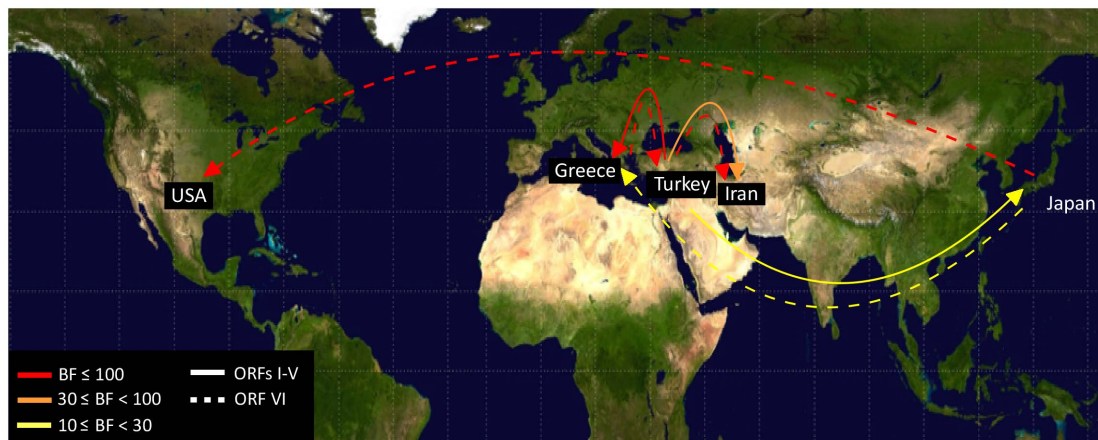 USA
Greece
Turkey
Iran
Japan
BF ≤ 100
ORFs I-V
30 ≤ BF < 100
ORF VI
10 ≤ BF < 30